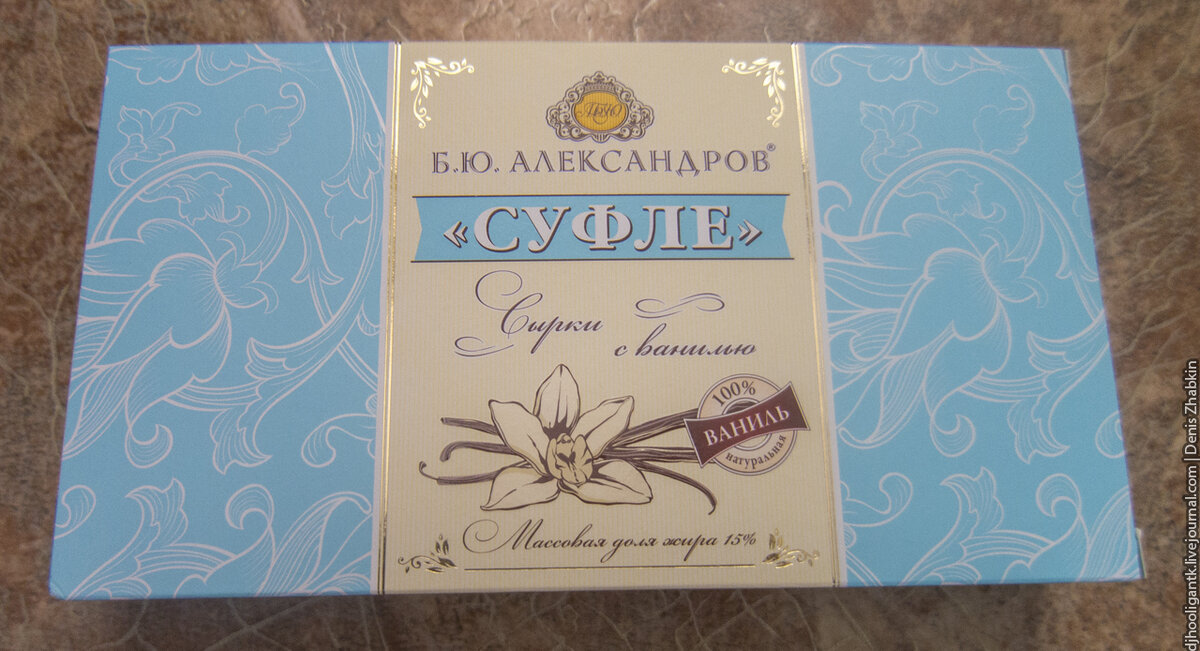 Б.Ю. АЛЕКСАНДРОВ®
«СУФЛЕ»
Сырки
с ванилью
100%
ВАНИЛЬ
натуральная
Массовая доля жира 15%
djhooligantk.livejournal.com | Denis Zhabkin